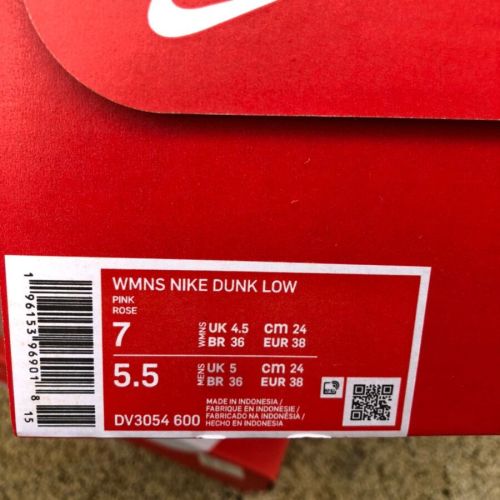 WMNS NIKE DUNK LOW
PINK
ROSE
7 WMNS UK 4.5 cm 24
BR 36 EUR 38
5.5 MENS UK 5 cm 24
BR 36 EUR 38
DV3054 600
MADE IN INDONESIA /
FABRIQUE EN INDONESIE /
FABRICADO NA INDONÉSIA /
HECHO EN INDONESIA
1 96153 96901 8 15